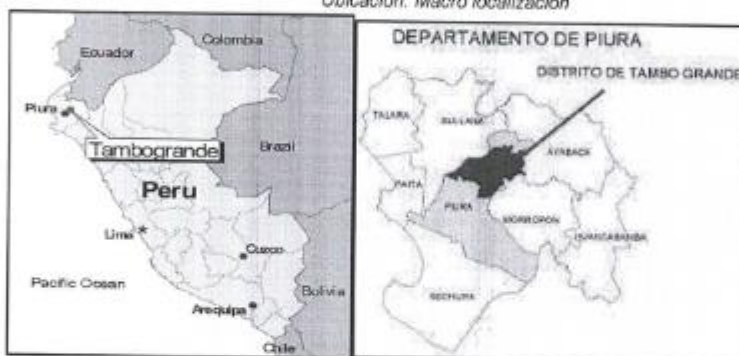 Ubicación: Macro localización
Colombia
Ecuador
Piura
Tambogrande
Brazil
Peru
Lima
Cuzco
Pacific Ocean
Bolivia
Arequipa
Chile
DEPARTAMENTO DE PIURA
DISTRITO DE TAMBO GRANDE
TALARA
SULLANA
AYABACA
PAITA
PIURA
MORROPON
HUANCABAMBA
SECHURA